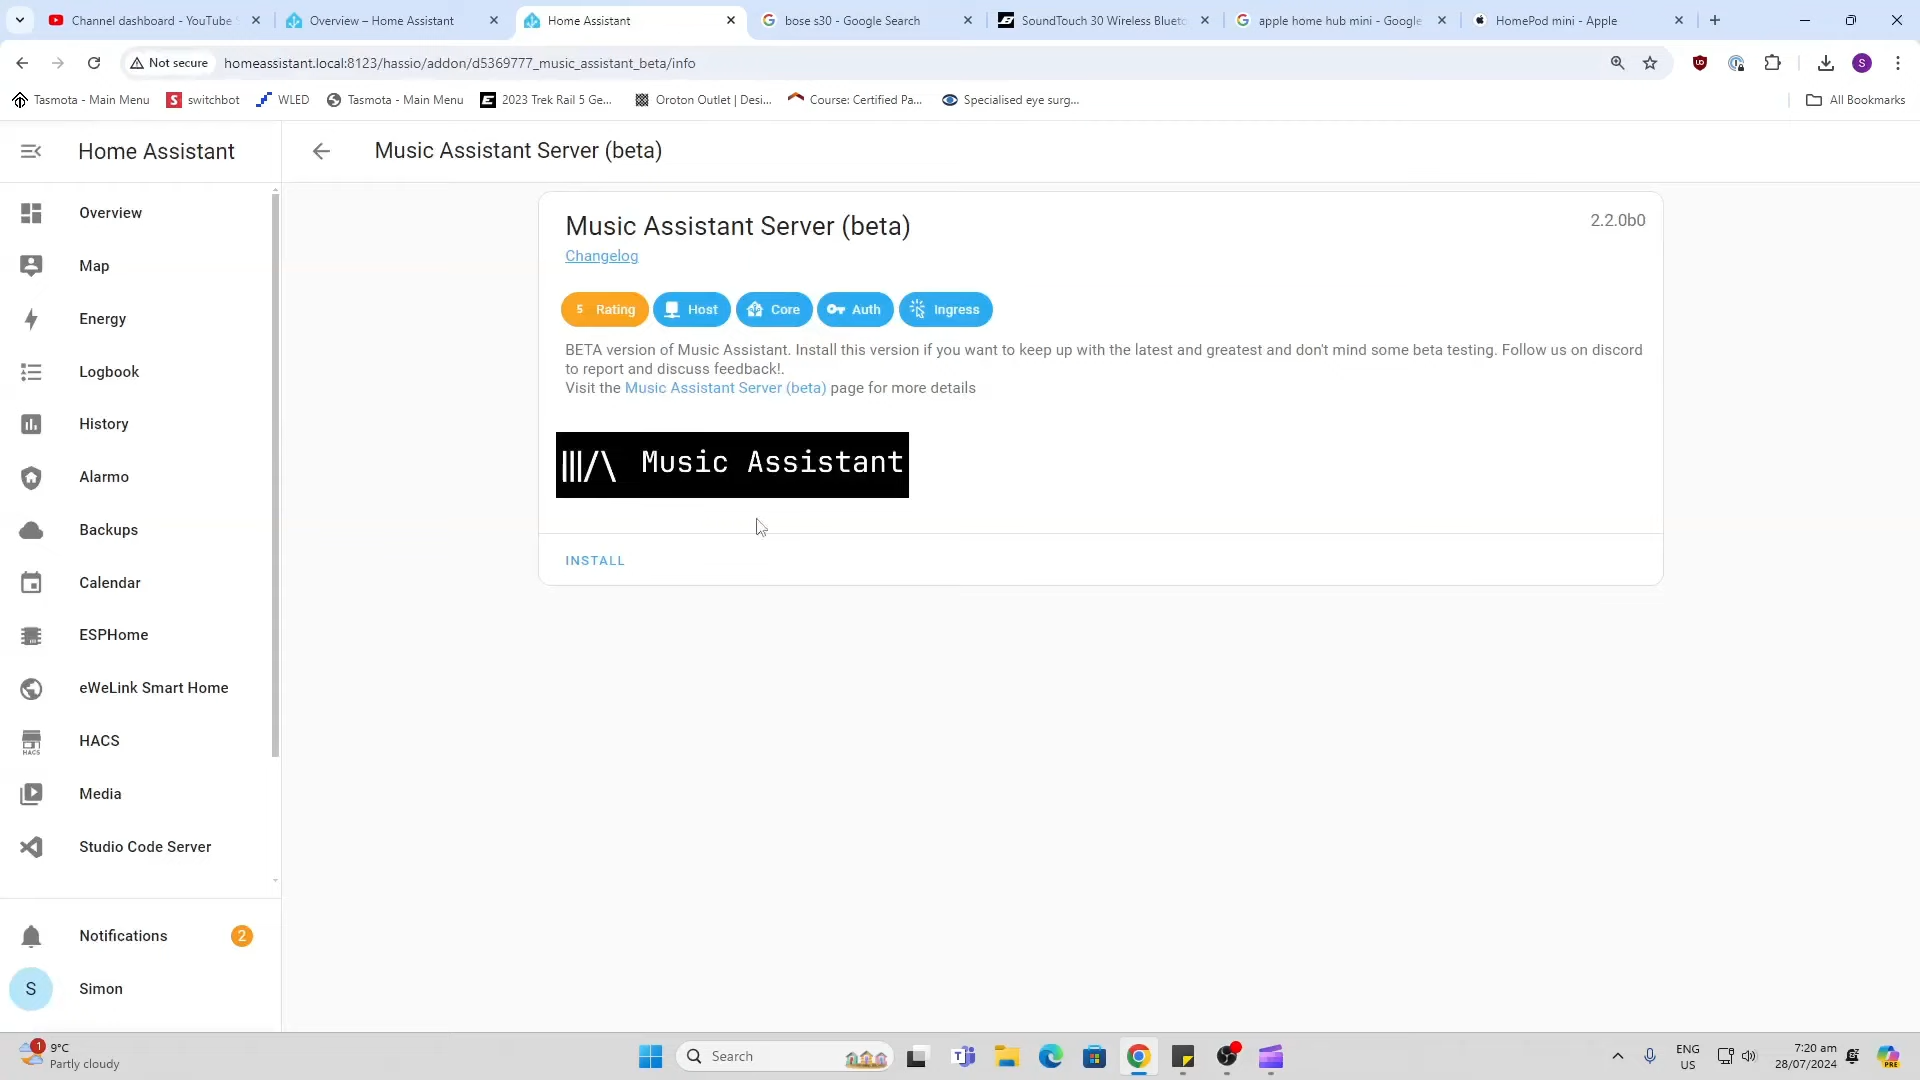 Channel dashboard - YouTube
Overview – Home Assistant
Home Assistant
bose s30 - Google Search
SoundTouch 30 Wireless Blueto
apple home hub mini - Google
HomePod mini - Apple
Not secure
homeassistant.local:8123/hassio/addon/d5369777_music_assistant_beta/info
S
Tasmota - Main Menu
switchbot
WLED
Tasmota - Main Menu
2023 Trek Rail 5 Ge...
Oroton Outlet | Desi...
Course: Certified Pa...
Specialised eye surg...
All Bookmarks
Home Assistant
Music Assistant Server (beta)
Overview
Map
Energy
Logbook
History
Alarmo
Backups
Calendar
ESPHome
eWeLink Smart Home
HACS
HACS
Media
Studio Code Server
Notifications
2
S
Simon
Music Assistant Server (beta)
2.2.0b0
Changelog
5 Rating
Host
Core
Auth
Ingress
BETA version of Music Assistant. Install this version if you want to keep up with the latest and greatest and don't mind some beta testing. Follow us on discord
to report and discuss feedback!.
Visit the Music Assistant Server (beta) page for more details
Music Assistant
INSTALL
1
9°C
Partly cloudy
Search
ENG
US
7:20 am
28/07/2024
PRE